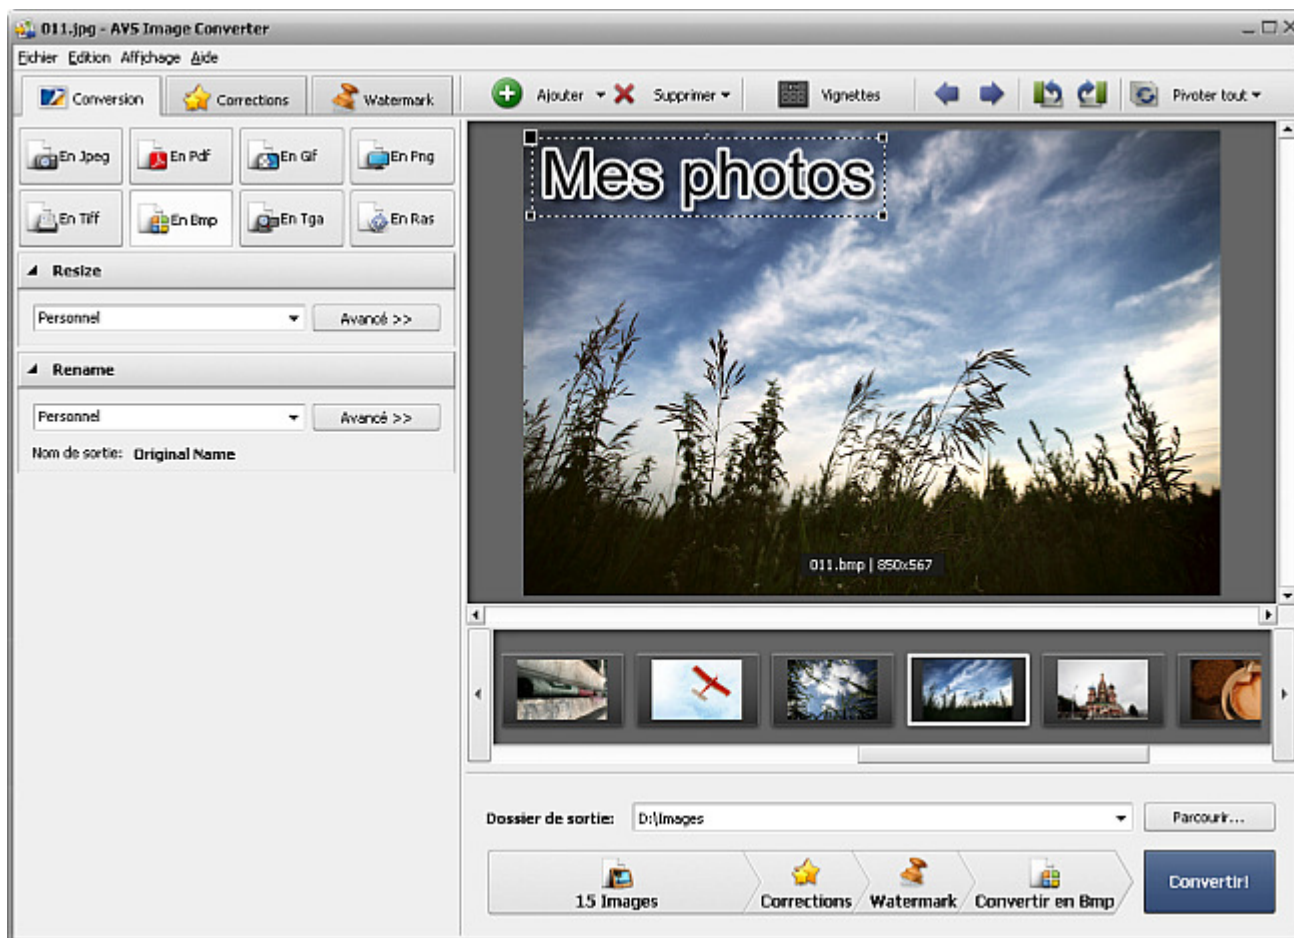 011.jpg - AVS Image Converter
Fichier Edition Affichage Aide
Conversion Corrections Watermark
Ajouter Supprimer Vignettes Pivoter tout
En Jpeg En Pdf En Gif En Png
En Tiff En Bmp En Tga En Ras
Resize
Personnel Avancé >>
Rename
Personnel Avancé >>
Nom de sortie: Original Name
Mes photos
011.bmp | 850x567
Dossier de sortie: D:\Images Parcourir...
15 Images Corrections Watermark Convertir en Bmp Convertir!